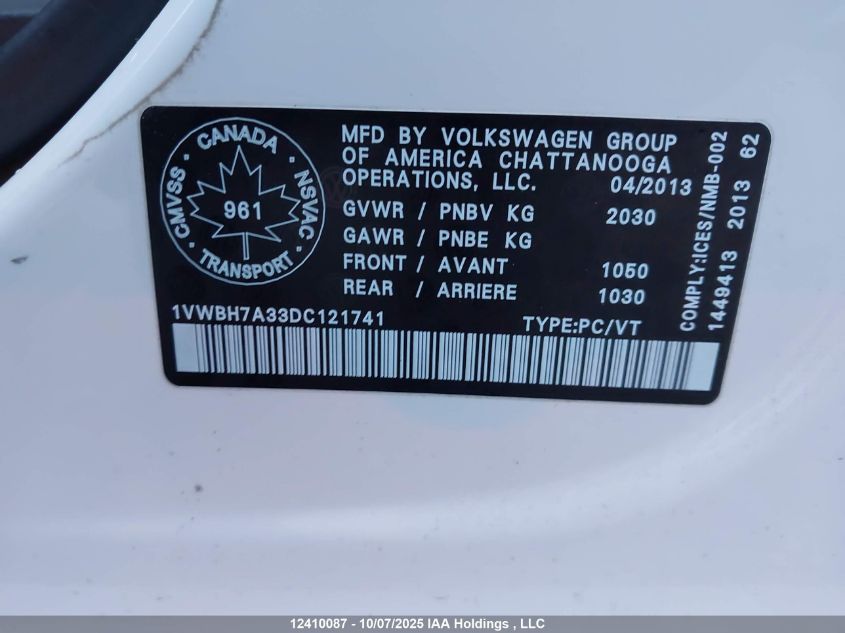 CANADA
CMVSS
NSVAC
961
TRANSPORT
MFD BY VOLKSWAGEN GROUP
OF AMERICA CHATTANOOGA
OPERATIONS, LLC. 04/2013
GVWR / PNBV KG 2030
GAWR / PNBE KG
FRONT / AVANT 1050
REAR / ARRIERE 1030
1VWBH7A33DC121741 TYPE:PC/VT
COMPLY:ICES/NMB-002
1449413 2013 62
12410087 - 10/07/2025 IAA Holdings , LLC